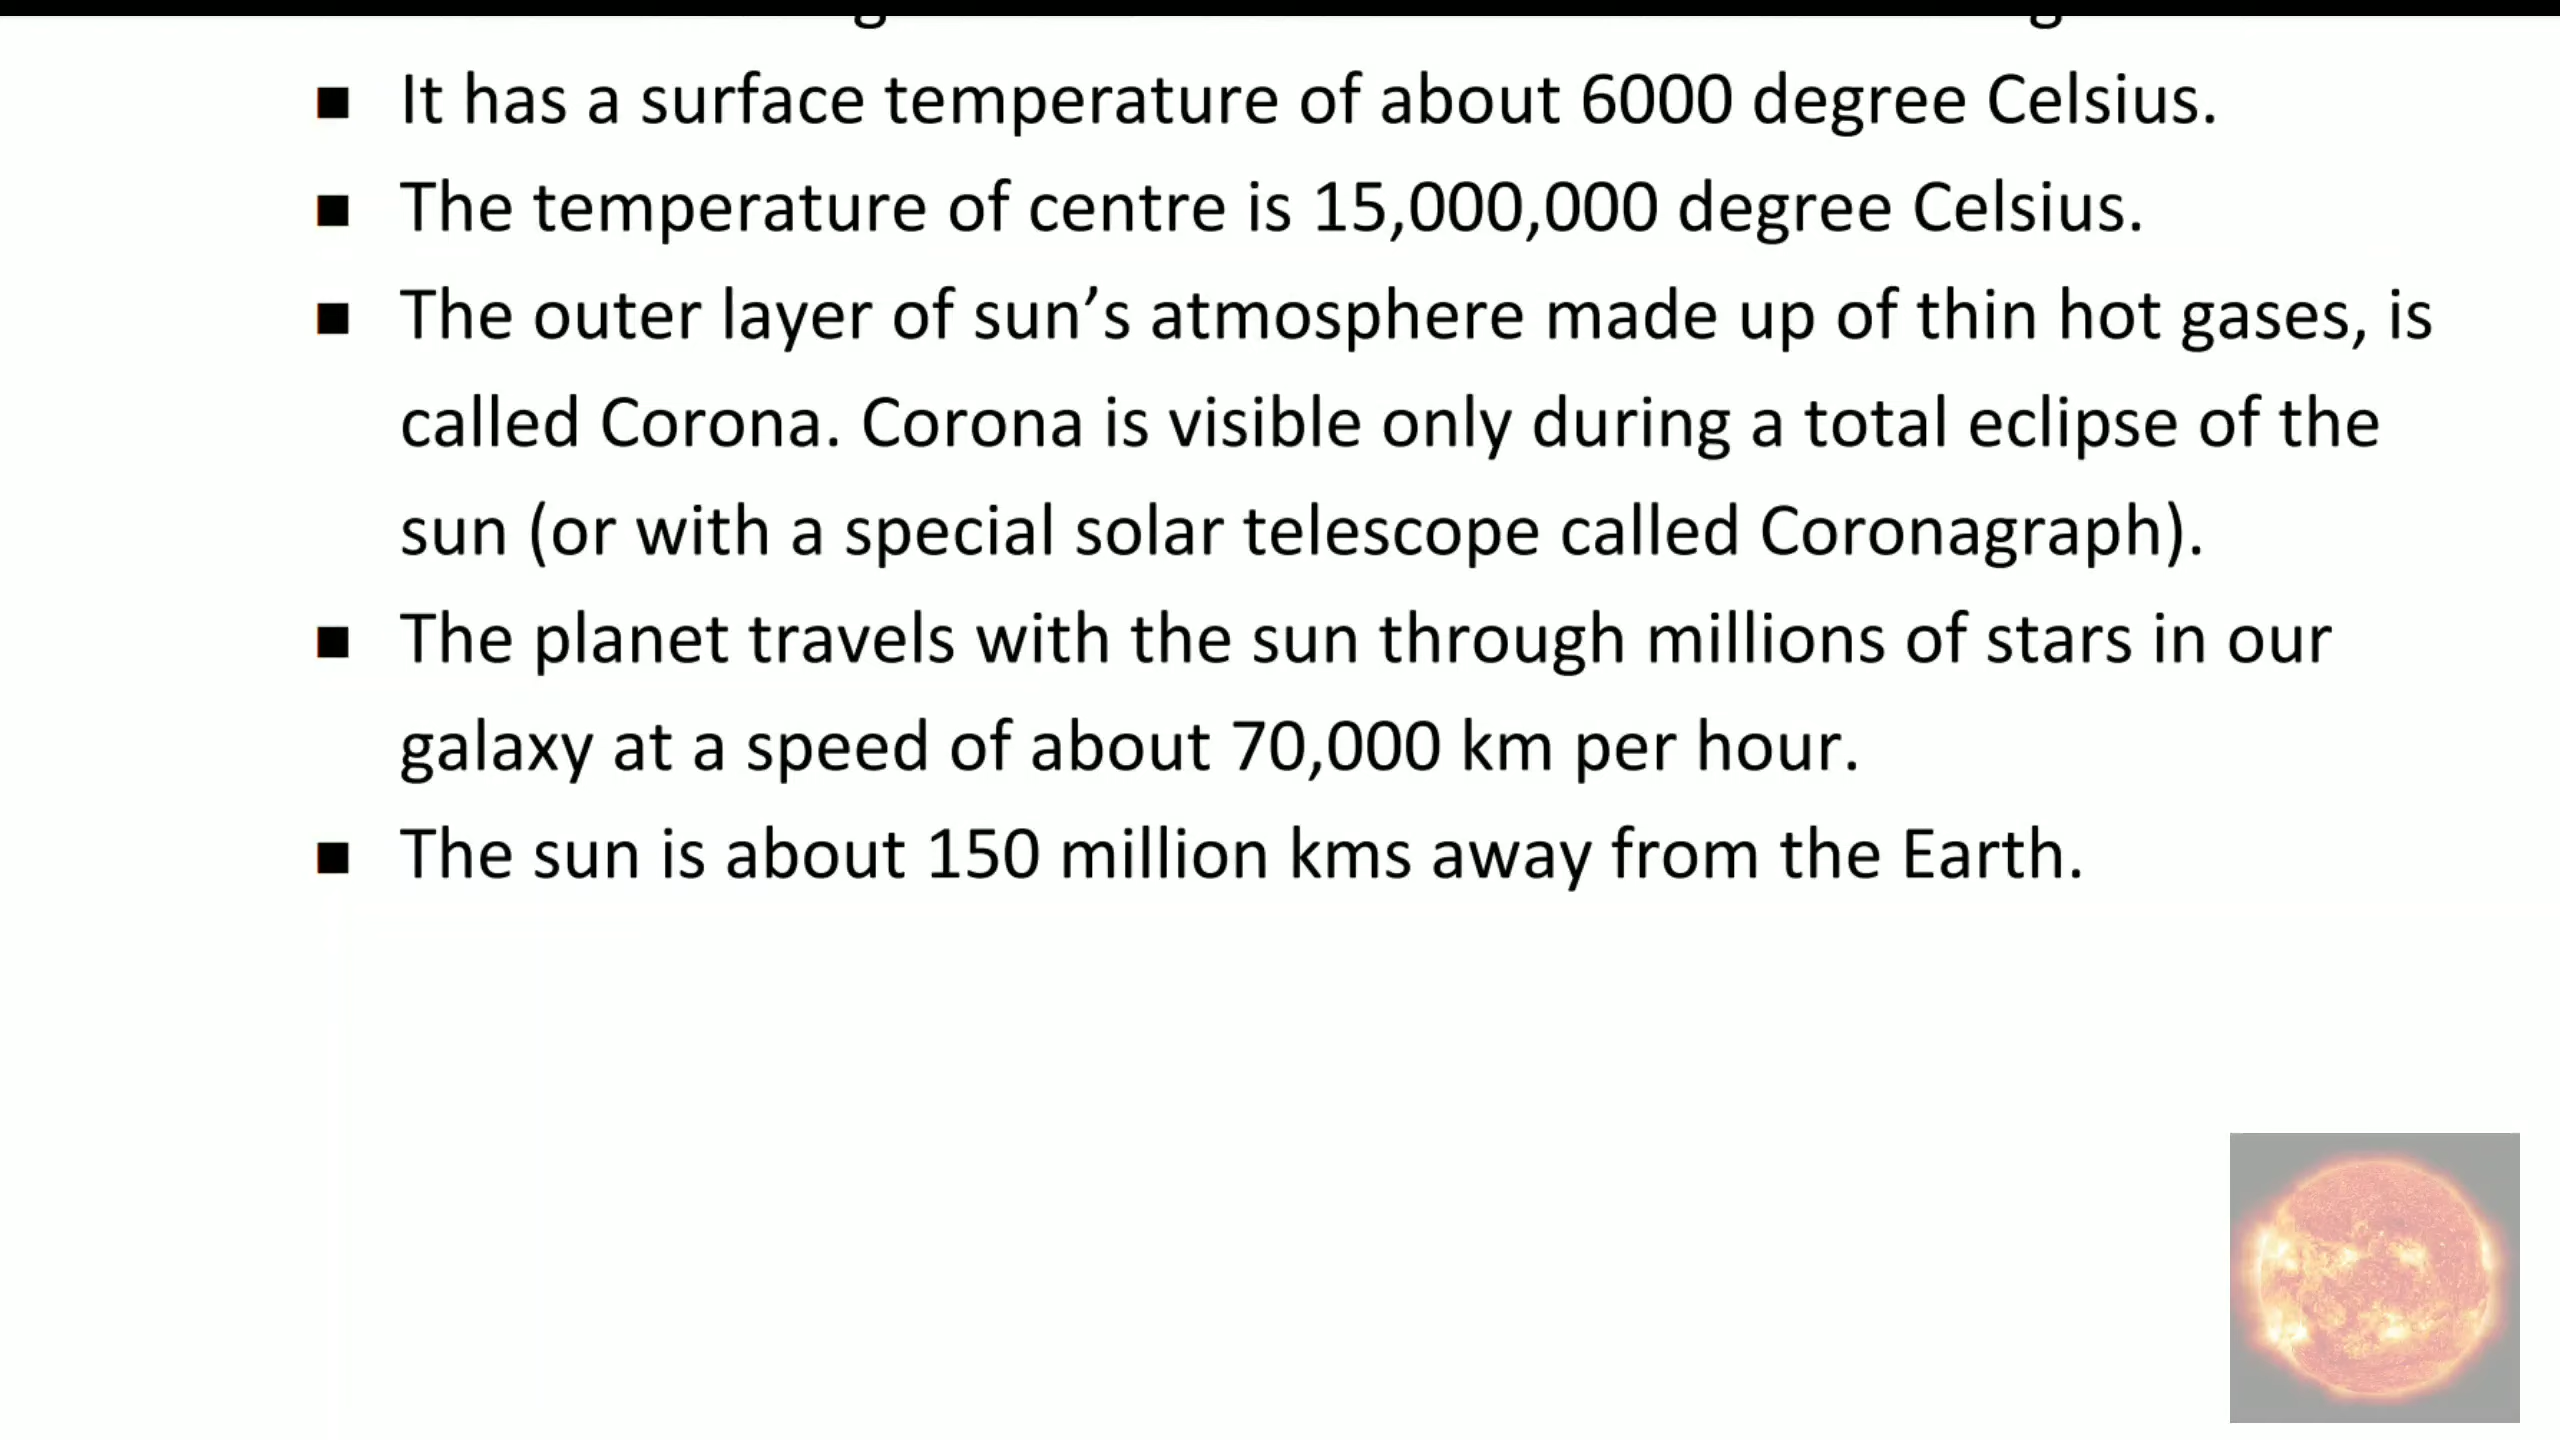 ■ It has a surface temperature of about 6000 degree Celsius.
■ The temperature of centre is 15,000,000 degree Celsius.
■ The outer layer of sun’s atmosphere made up of thin hot gases, is
called Corona. Corona is visible only during a total eclipse of the
sun (or with a special solar telescope called Coronagraph).
■ The planet travels with the sun through millions of stars in our
galaxy at a speed of about 70,000 km per hour.
■ The sun is about 150 million kms away from the Earth.